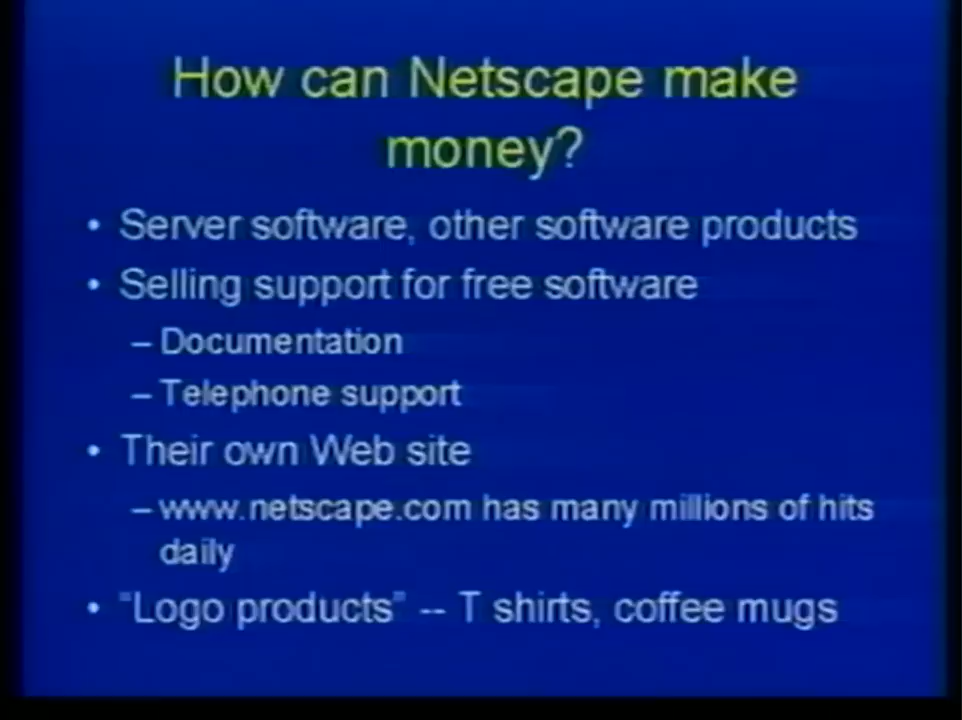 How can Netscape make
money?
• Server software, other software products
• Selling support for free software
– Documentation
– Telephone support
• Their own Web site
– www.netscape.com has many millions of hits
daily
• "Logo products" -- T shirts, coffee mugs